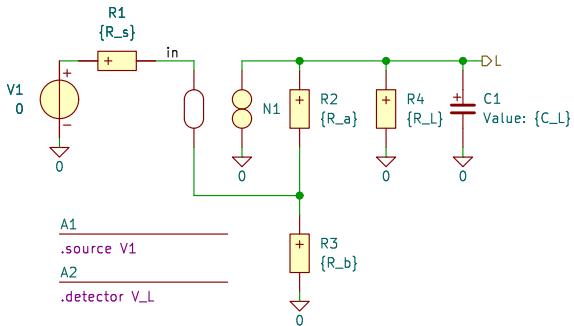 R1
{R_s}
in
L
V1
0
N1
R2
{R_a}
R4
{R_L}
C1
Value: {C_L}
0
0
0
0
A1
.source V1
R3
{R_b}
A2
.detector V_L
0